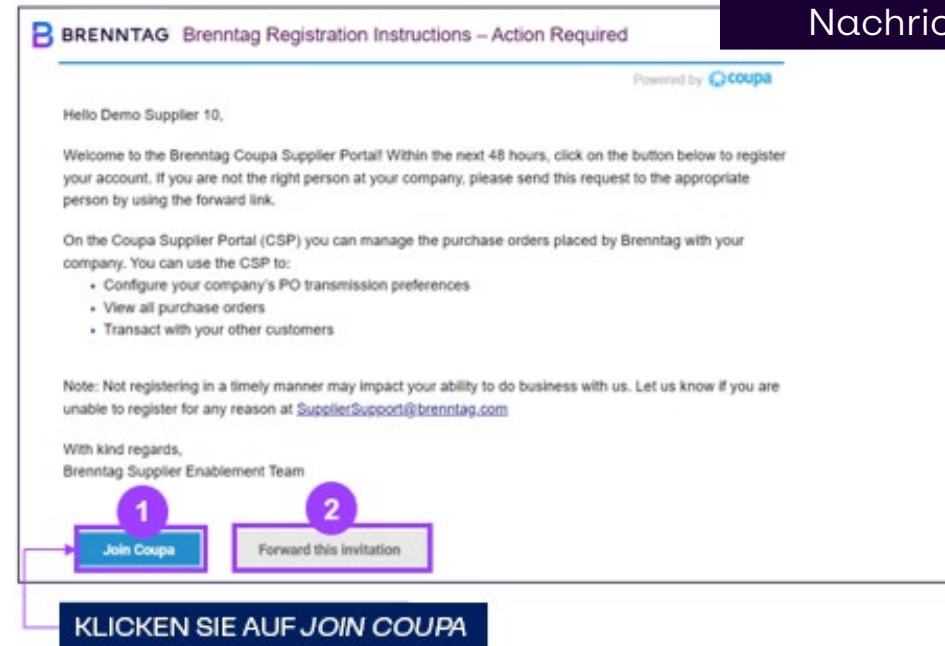 Nachric
BRENNTAG Brenntag Registration Instructions – Action Required
Powered by coupa
Hello Demo Supplier 10,
Welcome to the Brenntag Coupa Supplier Portal! Within the next 48 hours, click on the button below to register
your account. If you are not the right person at your company, please send this request to the appropriate
person by using the forward link.
On the Coupa Supplier Portal (CSP) you can manage the purchase orders placed by Brenntag with your
company. You can use the CSP to:
• Configure your company's PO transmission preferences
• View all purchase orders
• Transact with your other customers
Note: Not registering in a timely manner may impact your ability to do business with us. Let us know if you are
unable to register for any reason at SupplierSupport@brenntag.com
With kind regards,
Brenntag Supplier Enablement Team
1 2
Join Coupa Forward this invitation
KLICKEN SIE AUF JOIN COUPA